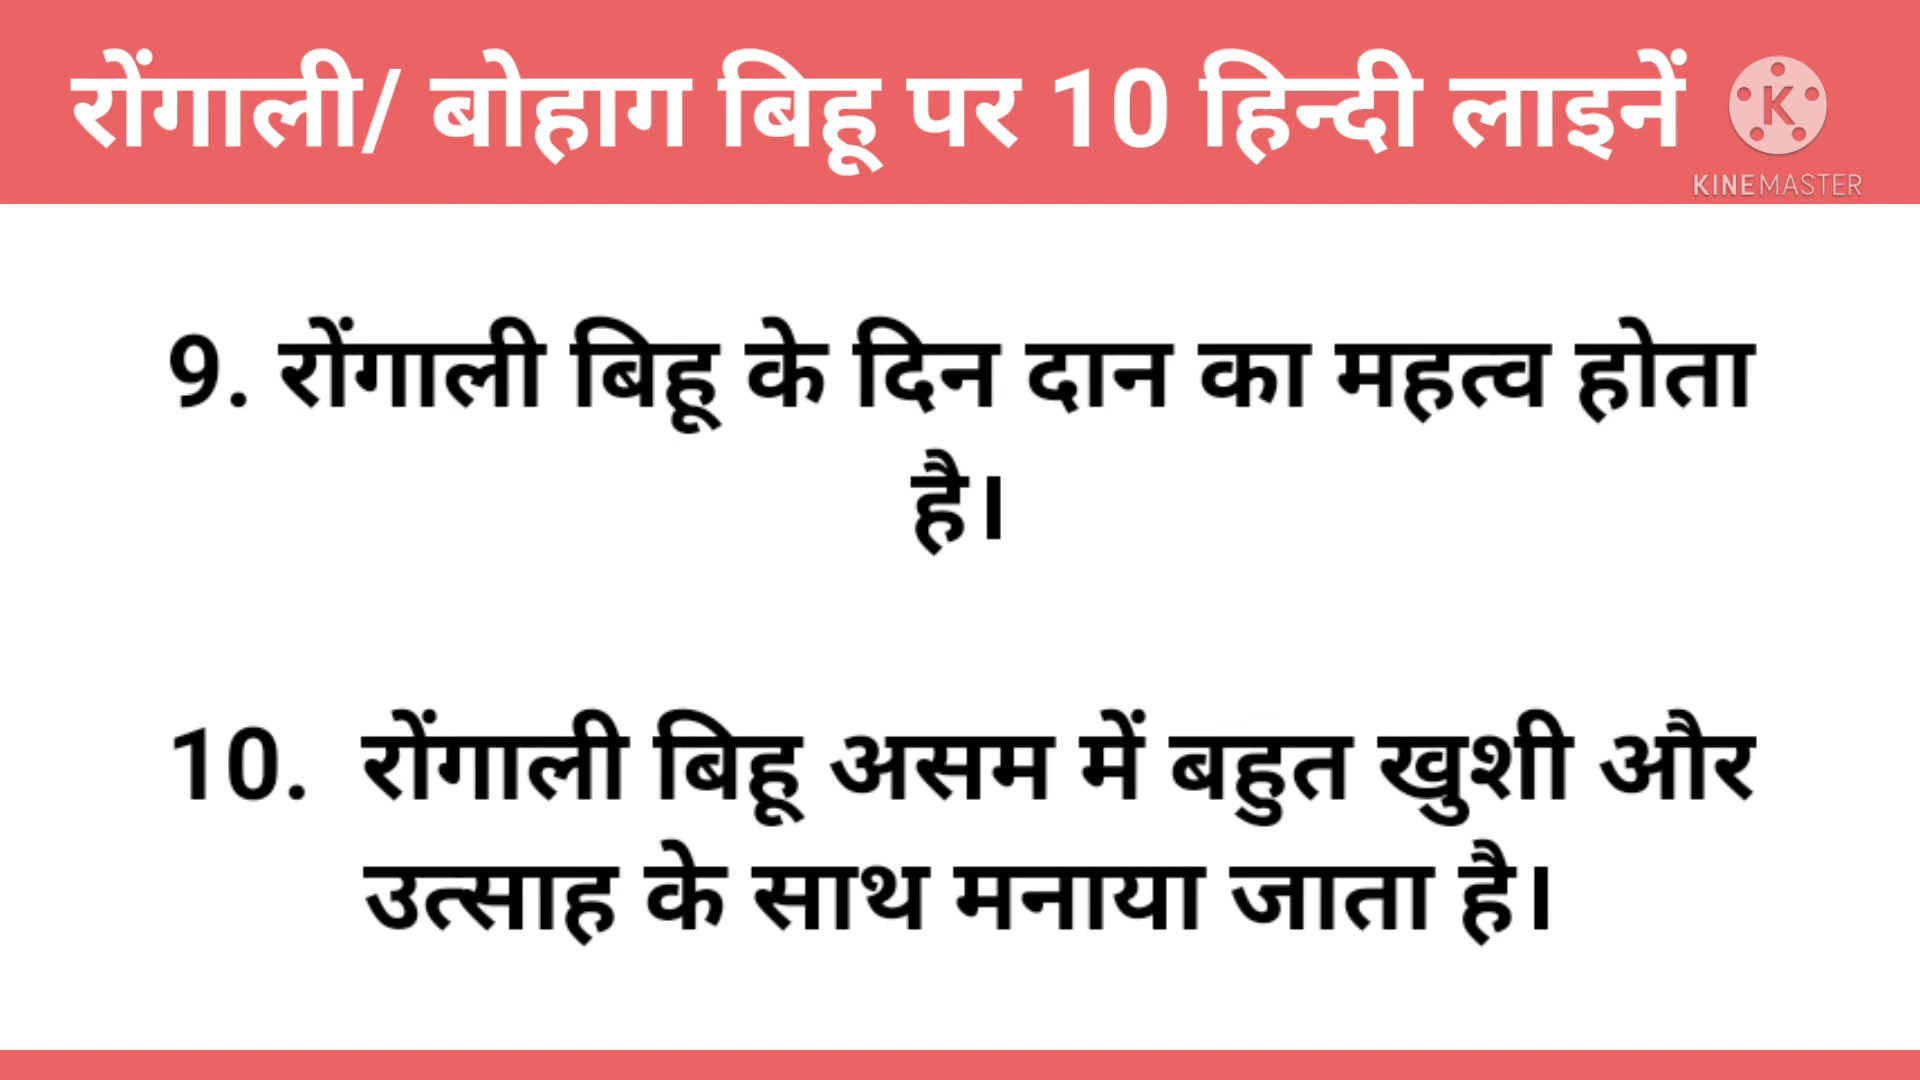 रोंगाली/ बोहाग बिहू पर 10 हिन्दी लाइनें
K
KINEMASTER
9. रोंगाली बिहू के दिन दान का महत्व होता
है।
10. रोंगाली बिहू असम में बहुत खुशी और
उत्साह के साथ मनाया जाता है।